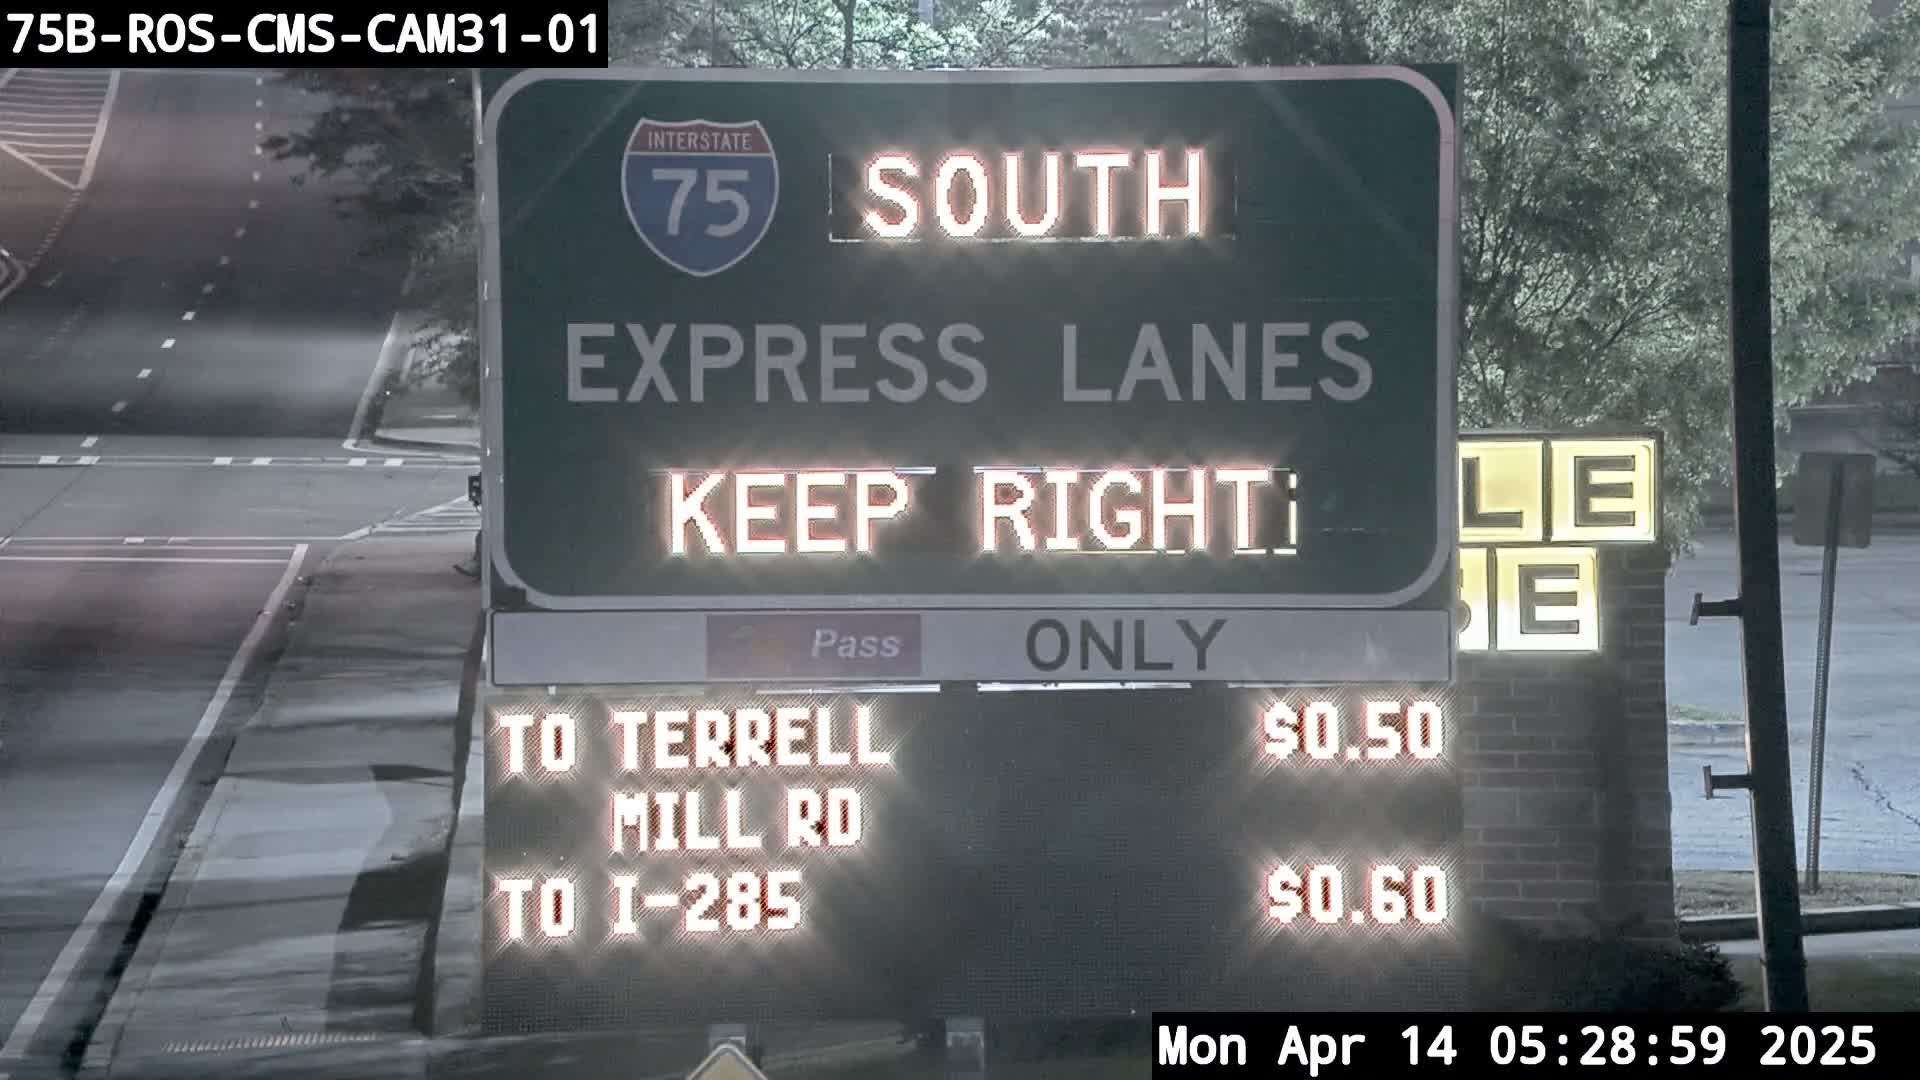 75B-ROS-CMS-CAM31-01
INTERSTATE
75
SOUTH
EXPRESS LANES
KEEP RIGHT
Pass ONLY
TO TERRELL $0.50
MILL RD
TO I-285 $0.60
LE
E
Mon Apr 14 05:28:59 2025